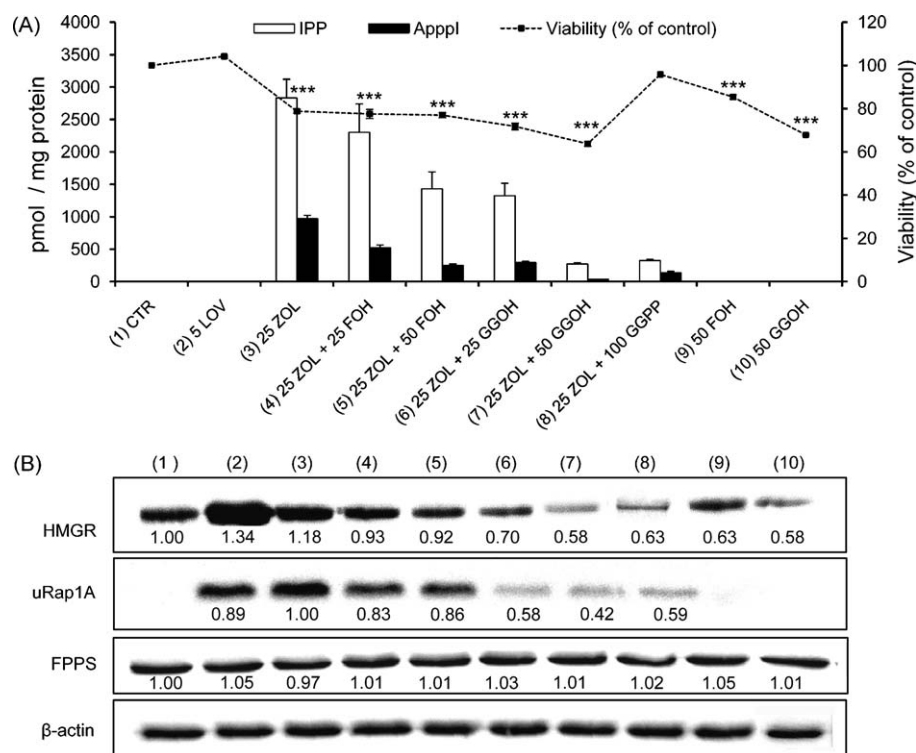 (A)
IPP ApppI Viability (% of control)
4000
3500
3000
2500
2000
1500
1000
500
0
pmol / mg protein
120
100
80
60
40
20
0
Viability (% of control)
*** *** *** *** *** *** ***
(1) CTR
(2) 5 LOV
(3) 25 ZOL
(4) 25 ZOL + 25 FOH
(5) 25 ZOL + 50 FOH
(6) 25 ZOL + 25 GGOH
(7) 25 ZOL + 50 GGOH
(8) 25 ZOL + 100 GGPP
(9) 50 FOH
(10) 50 GGOH
(B)
(1 ) (2) (3) (4) (5) (6) (7) (8) (9) (10)
HMGR
1.00 1.34 1.18 0.93 0.92 0.70 0.58 0.63 0.63 0.58
uRap1A
0.89 1.00 0.83 0.86 0.58 0.42 0.59
FPPS
1.00 1.05 0.97 1.01 1.01 1.03 1.01 1.02 1.05 1.01
β-actin